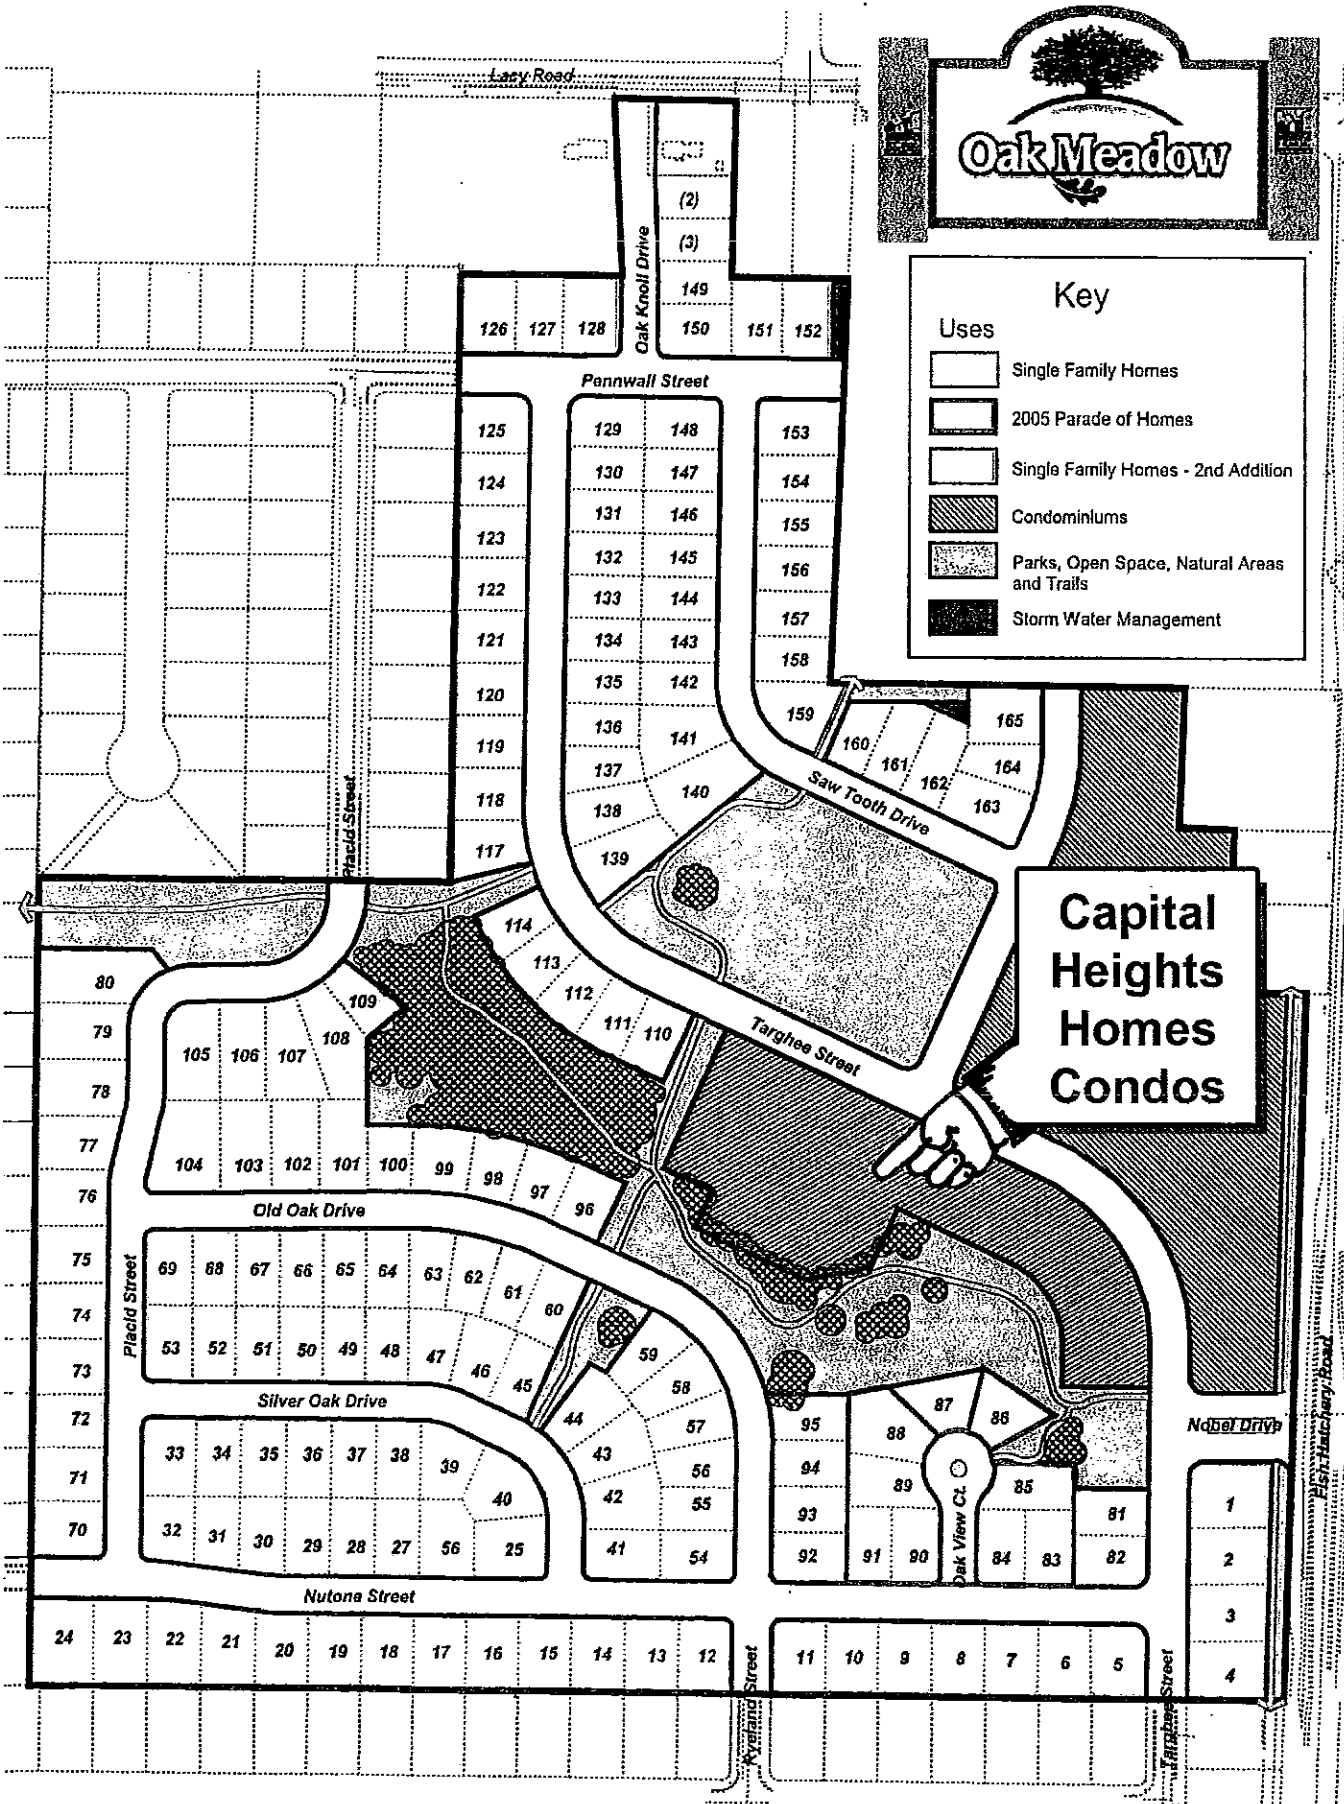 Lacy Road
Oak Meadow
Key
Uses
Single Family Homes
2005 Parade of Homes
Single Family Homes - 2nd Addition
Condominiums
Parks, Open Space, Natural Areas
and Trails
Storm Water Management
(2)
(3)
Oak Knoll Drive
149
126 127 128 150 151 152
Pennwall Street
125 129 148 153
124 130 147 154
123 131 146 155
122 132 145 156
121 133 144 157
120 134 143 158
119 135 142 159
118 136 141 160 161 162 165
117 137 140 164
138 163
139
Saw Tooth Drive
Placid Street
Capital
Heights
Homes
Condos
114
113
112
111 110
Targhee Street
80
79
78
77
76
75
74
73
72
71
70
109
105 106 107 108
104 103 102 101 100 99 98 97 96
Old Oak Drive
Placid Street
69 68 67 66 65 64 63 62 61 60
53 52 51 50 49 48 47 46 45
Silver Oak Drive
59
58
57
56
55
54
44
43
42
41
33 34 35 36 37 38 39 40
32 31 30 29 28 27 56 25
95
94
93
92
87 86
88
89 85
91 90 84 83
Oak View Ct.
81
82
Nobel Drive
Fish Hatchery Road
1
2
3
4
Nutone Street
24 23 22 21 20 19 18 17 16 15 14 13 12 11 10 9 8 7 6 5
Ryeland Street
Targhee Street